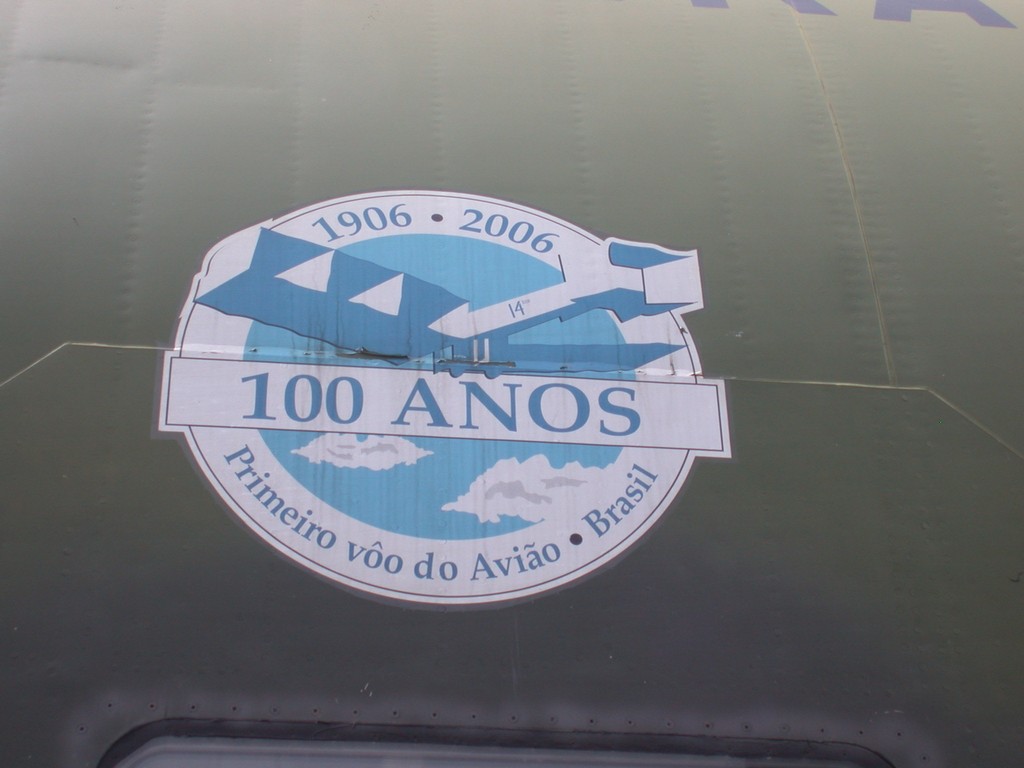 1906 • 2006
14
100 ANOS
Primeiro vôo do Avião • Brasil